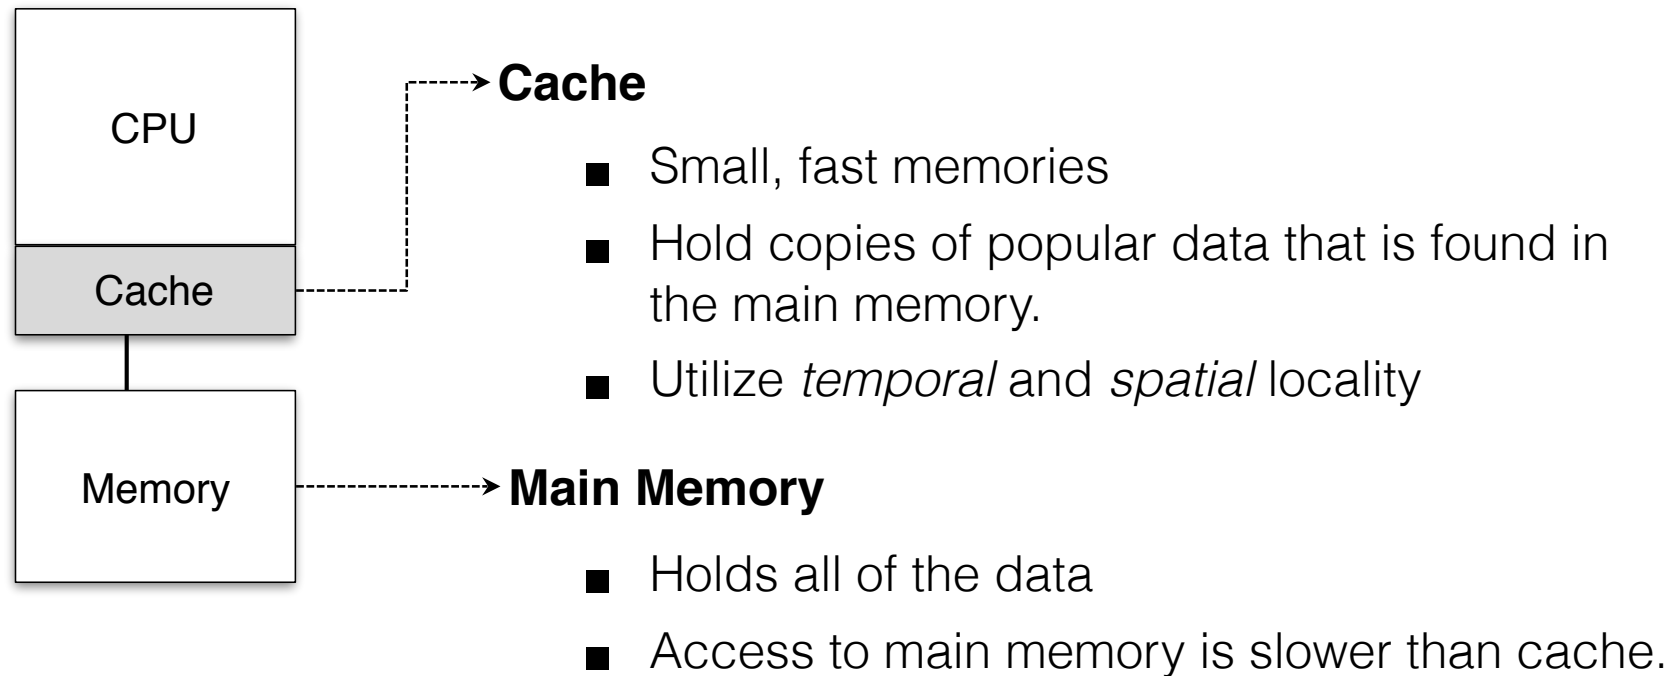 CPU
Cache
Memory
Cache
■ Small, fast memories
■ Hold copies of popular data that is found in
the main memory.
■ Utilize temporal and spatial locality
Main Memory
■ Holds all of the data
■ Access to main memory is slower than cache.